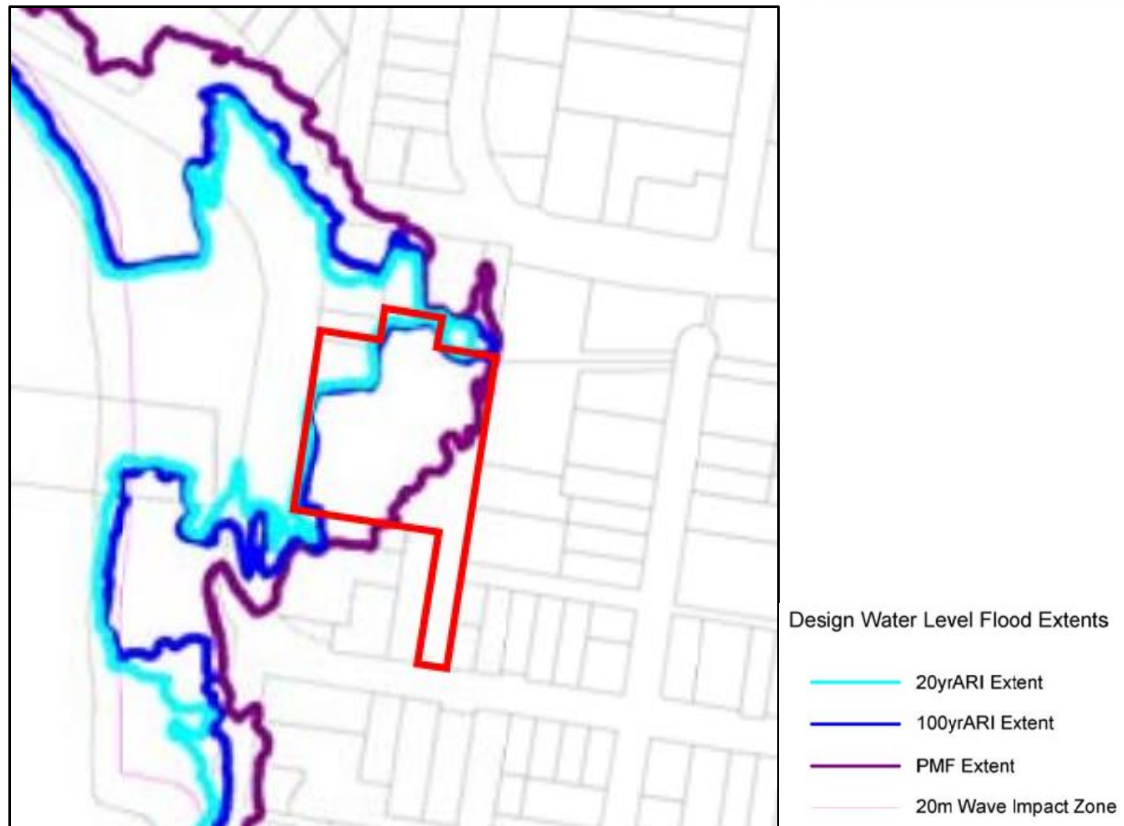 Design Water Level Flood Extents
20yrARI Extent
100yrARI Extent
PMF Extent
20m Wave Impact Zone